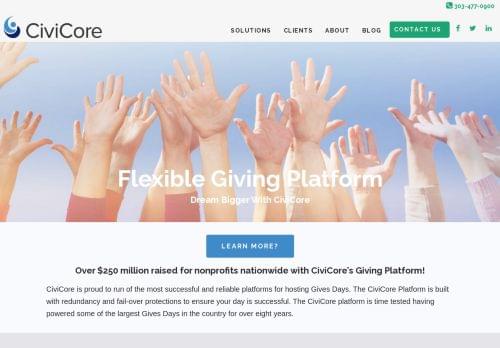 303-477-0900
CiviCore
SOLUTIONS CLIENTS ABOUT BLOG CONTACT US
Flexible Giving Platform
Dream Bigger With CiviCore
LEARN MORE?
Over $250 million raised for nonprofits nationwide with CiviCore's Giving Platform!
CiviCore is proud to run of the most successful and reliable platforms for hosting Gives Days. The CiviCore Platform is built
with redundancy and fail-over protections to ensure your day is successful. The CiviCore platform is time tested having
powered some of the largest Gives Days in the country for over eight years.